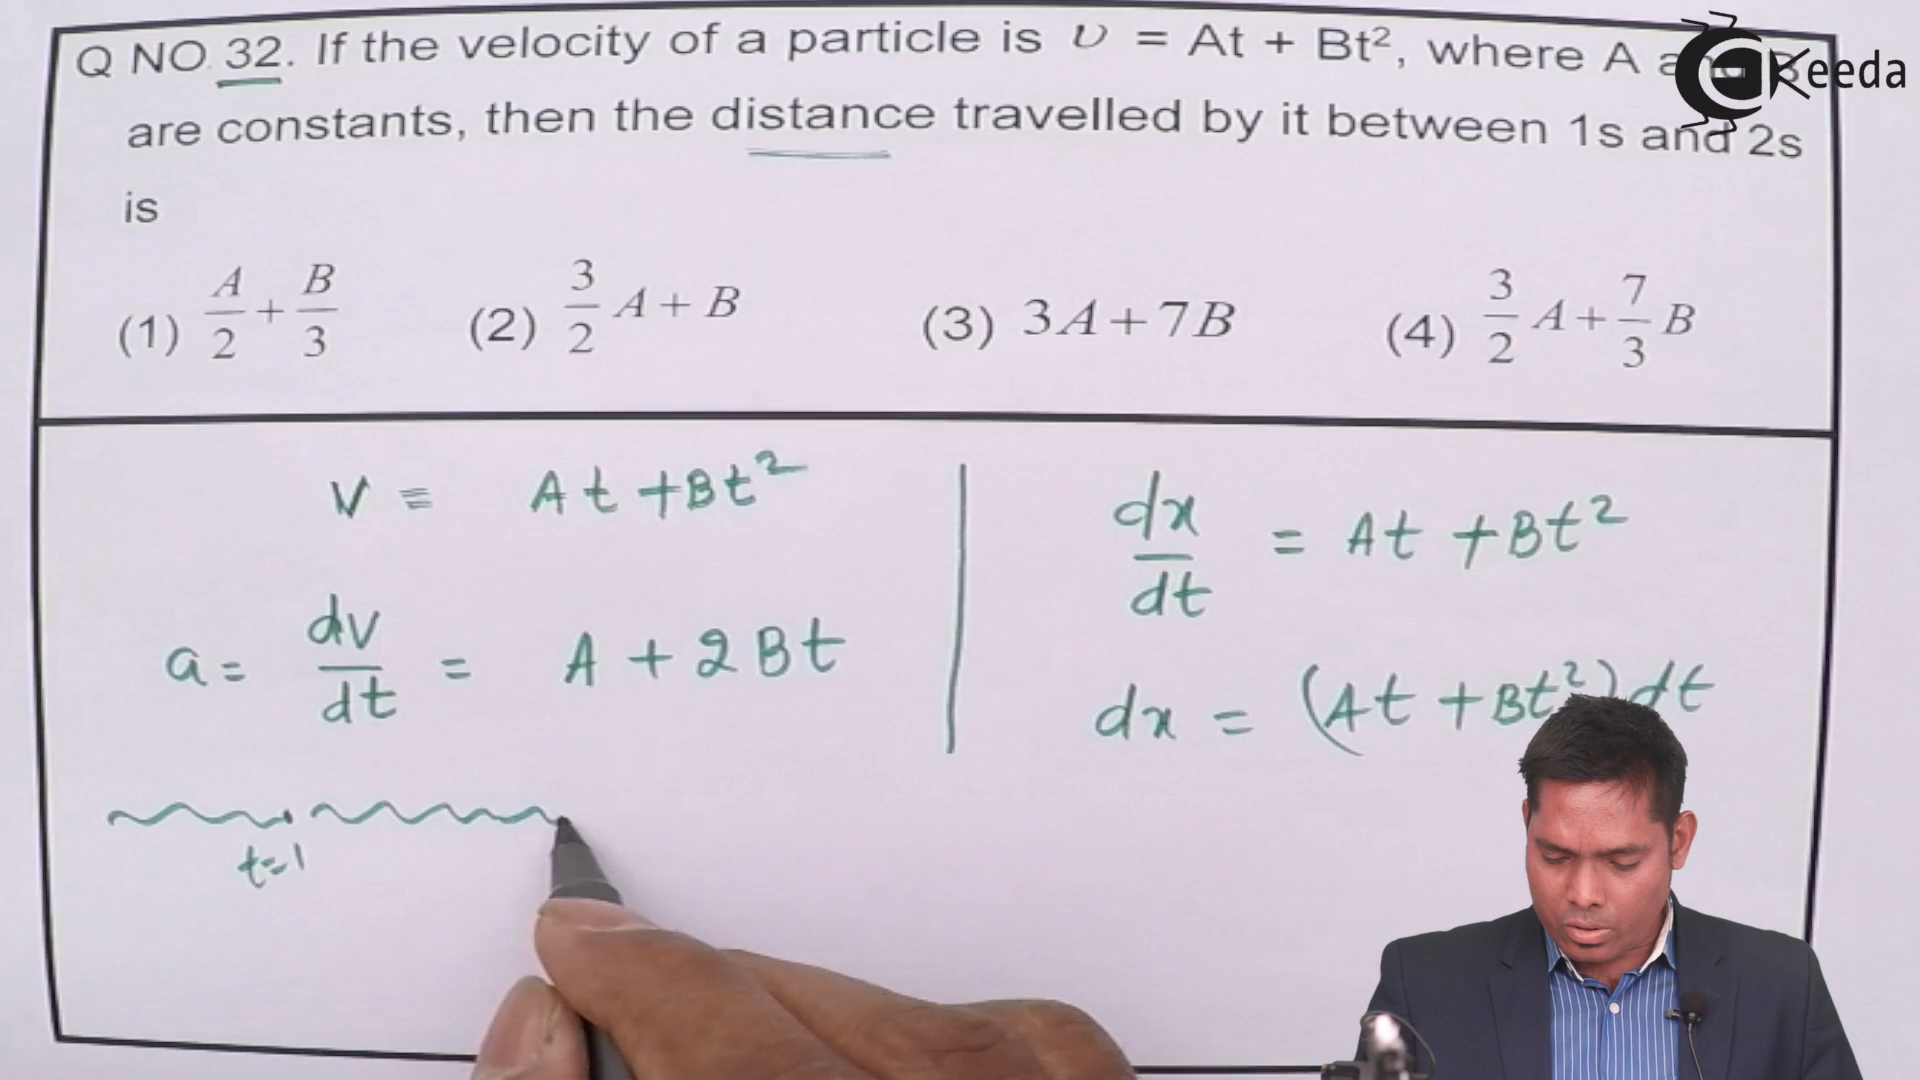 Q NO 32. If the velocity of a particle is υ = At + Bt², where A
Keeda
are constants, then the distance travelled by it between 1s and 2s
is
(1) A/2 + B/3 (2) 3/2 A + B (3) 3A + 7B (4) 3/2 A + 7/3 B
V = At + Bt²
dx/dt = At + Bt²
a = dv/dt = A + 2Bt
dx = (At + Bt²) dt
t=1